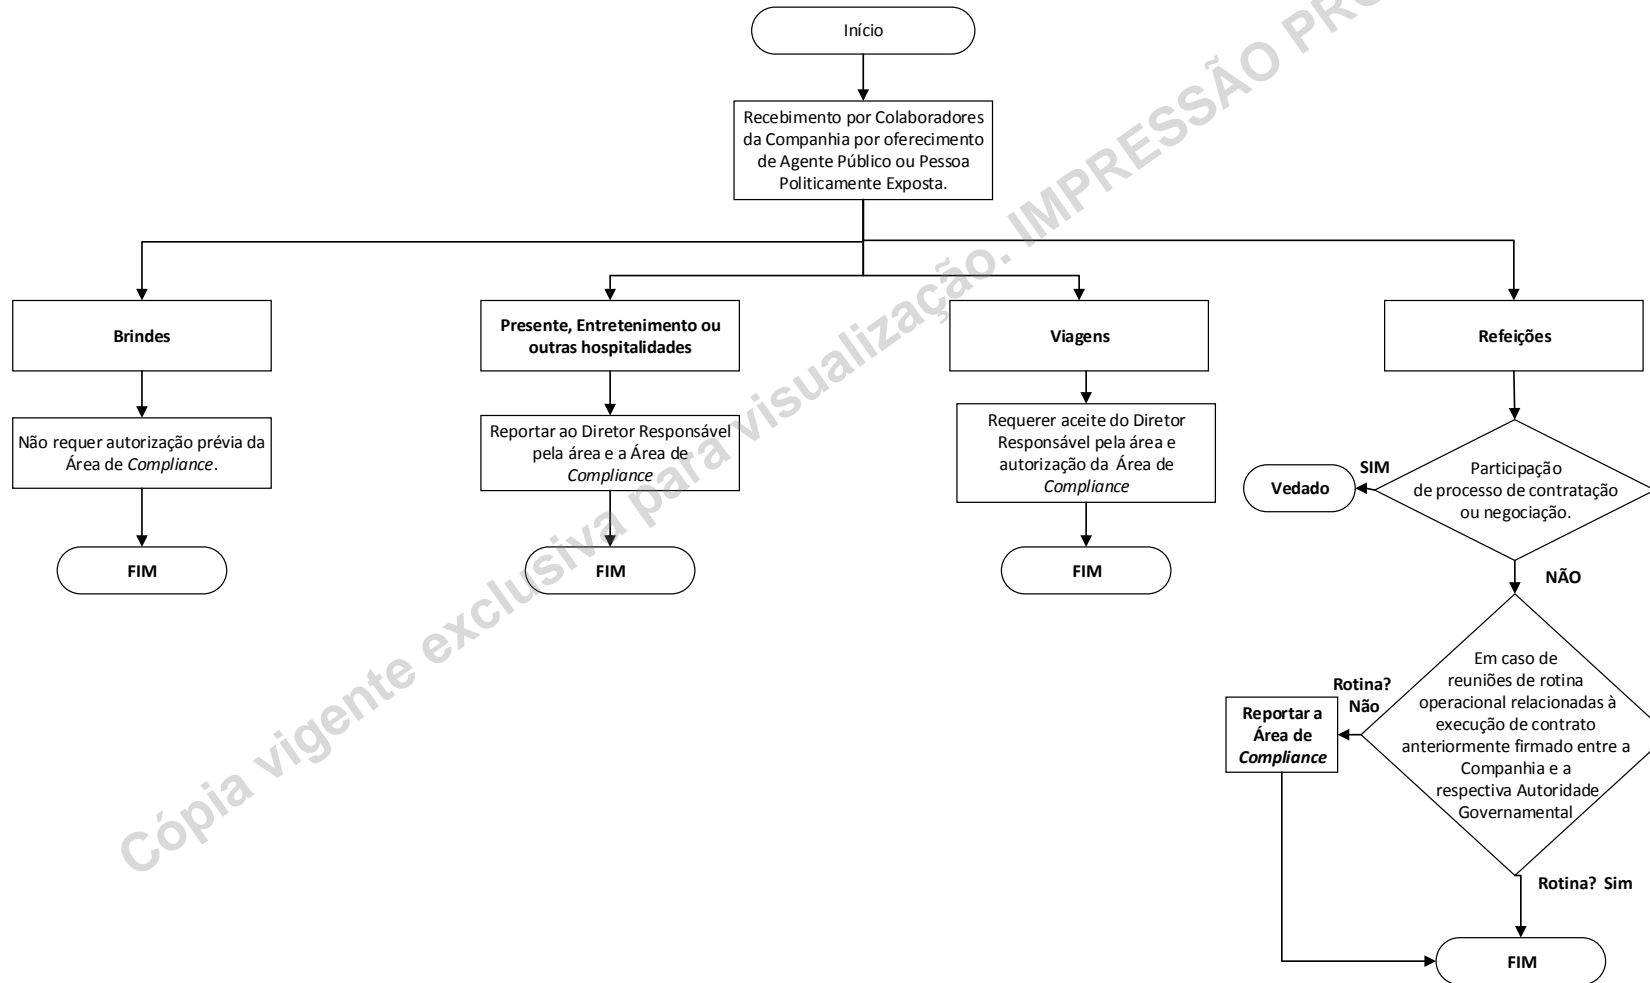 Início
Recebimento por Colaboradores
da Companhia por oferecimento
de Agente Público ou Pessoa
Politicamente Exposta.
Brindes
Presente, Entretenimento ou
outras hospitalidades
Viagens
Refeições
Não requer autorização prévia da
Área de Compliance.
Reportar ao Diretor Responsável
pela área e a Área de
Compliance
Requerer aceite do Diretor
Responsável pela área e
autorização da Área de
Compliance
Participação
de processo de contratação
ou negociação.
SIM
Vedado
NÃO
FIM
FIM
FIM
Em caso de
reuniões de rotina
operacional relacionadas à
execução de contrato
anteriormente firmado entre a
Companhia e a
respectiva Autoridade
Governamental
Rotina?
Não
Reportar a
Área de
Compliance
Rotina? Sim
FIM
Cópia vigente exclusiva para visualização. IMPRESSÃO